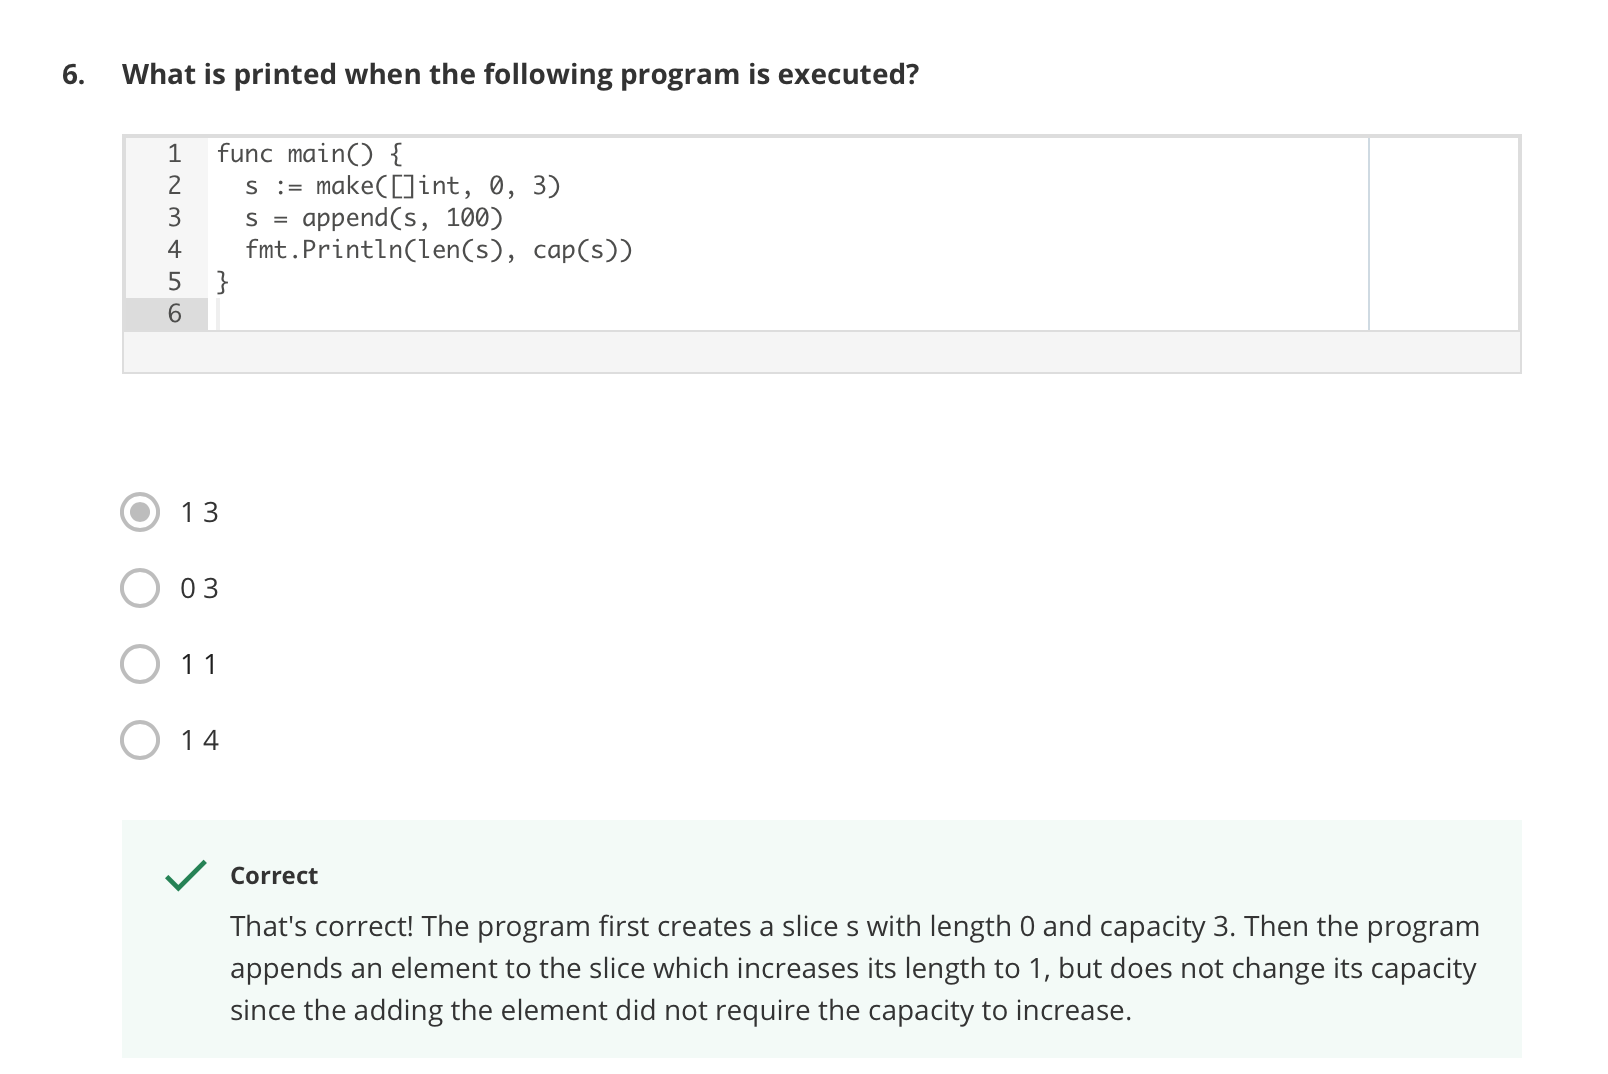 6. What is printed when the following program is executed?
1 func main() {
2   s := make([]int, 0, 3)
3   s = append(s, 100)
4   fmt.Println(len(s), cap(s))
5 }
6
1 3
0 3
1 1
1 4
Correct
That's correct! The program first creates a slice s with length 0 and capacity 3. Then the program
appends an element to the slice which increases its length to 1, but does not change its capacity
since the adding the element did not require the capacity to increase.